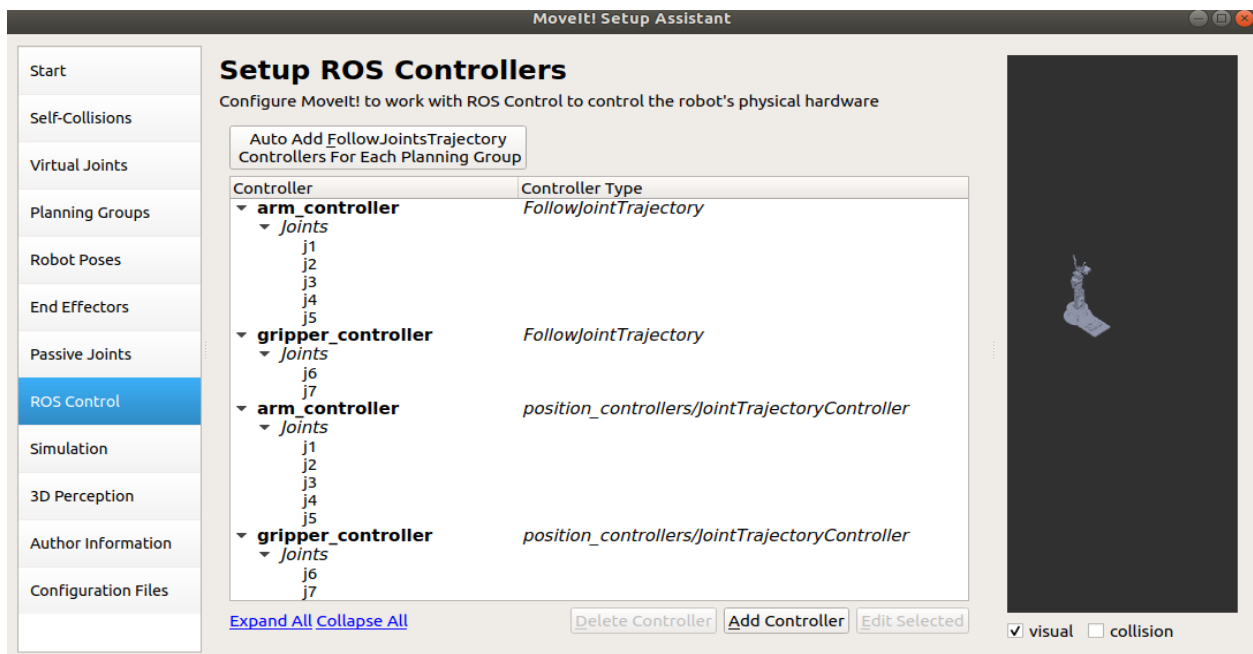 MoveIt! Setup Assistant
Start
Self-Collisions
Virtual Joints
Planning Groups
Robot Poses
End Effectors
Passive Joints
ROS Control
Simulation
3D Perception
Author Information
Configuration Files
Setup ROS Controllers
Configure MoveIt! to work with ROS Control to control the robot's physical hardware
Auto Add FollowJointsTrajectory
Controllers For Each Planning Group
Controller Controller Type
arm_controller FollowJointTrajectory
Joints
j1
j2
j3
j4
j5
gripper_controller FollowJointTrajectory
Joints
j6
j7
arm_controller position_controllers/JointTrajectoryController
Joints
j1
j2
j3
j4
j5
gripper_controller position_controllers/JointTrajectoryController
Joints
j6
j7
Expand All Collapse All Delete Controller Add Controller Edit Selected
visual collision